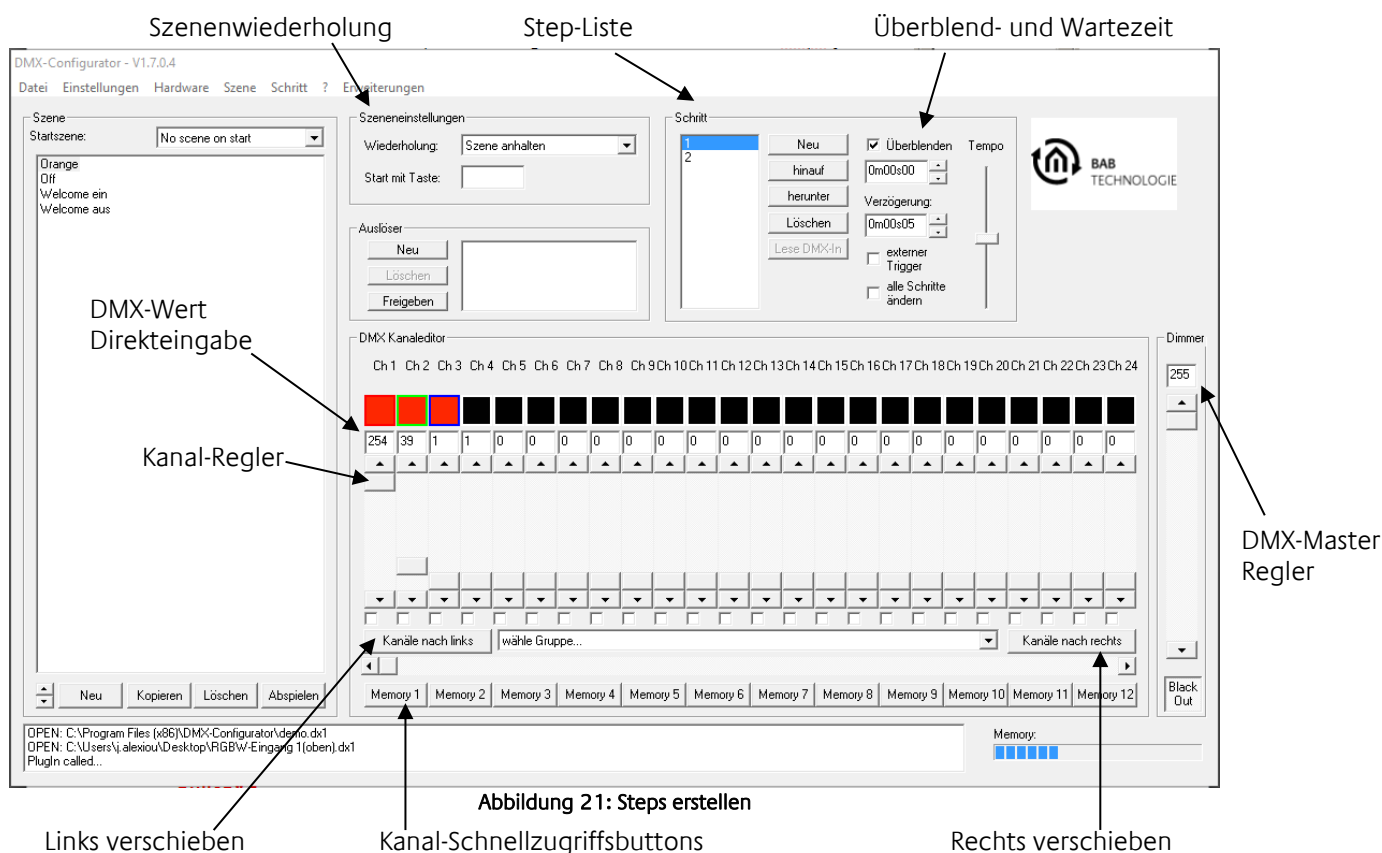 Szenenwiederholung
Step-Liste
Überblend- und Wartezeit
DMX-Configurator - V1.7.0.4
Datei Einstellungen Hardware Szene Schritt ? Erweiterungen
Szene
Startszene: No scene on start
Orange
Off
Welcome ein
Welcome aus
Neu Kopieren Löschen Abspielen
Szeneneinstellungen
Wiederholung: Szene anhalten
Start mit Taste:
Auslöser
Neu
Löschen
Freigeben
Schritt
1
2
Neu
hinauf
herunter
Löschen
Lese DMX-In
Überblenden
0m00s00
Verzögerung:
0m00s05
externer
Trigger
alle Schritte
ändern
Tempo
BAB
TECHNOLOGIE
DMX-Wert
Direkteingabe
Kanal-Regler
DMX Kanaleditor
Ch 1 Ch 2 Ch 3 Ch 4 Ch 5 Ch 6 Ch 7 Ch 8 Ch 9 Ch 10 Ch 11 Ch 12 Ch 13 Ch 14 Ch 15 Ch 16 Ch 17 Ch 18 Ch 19 Ch 20 Ch 21 Ch 22 Ch 23 Ch 24
254 39 1 1 0 0 0 0 0 0 0 0 0 0 0 0 0 0 0 0 0 0 0 0
Kanäle nach links wähle Gruppe... Kanäle nach rechts
Memory 1 Memory 2 Memory 3 Memory 4 Memory 5 Memory 6 Memory 7 Memory 8 Memory 9 Memory 10 Memory 11 Memory 12
Dimmer
255
Black
Out
DMX-Master
Regler
OPEN: C:\Program Files (x86)\DMX-Configurator\demo.dx1
OPEN: C:\Users\j.alexiou\Desktop\RGBW-Eingang 1(oben).dx1
PlugIn called...
Memory:
Abbildung 21: Steps erstellen
Links verschieben
Kanal-Schnellzugriffsbuttons
Rechts verschieben